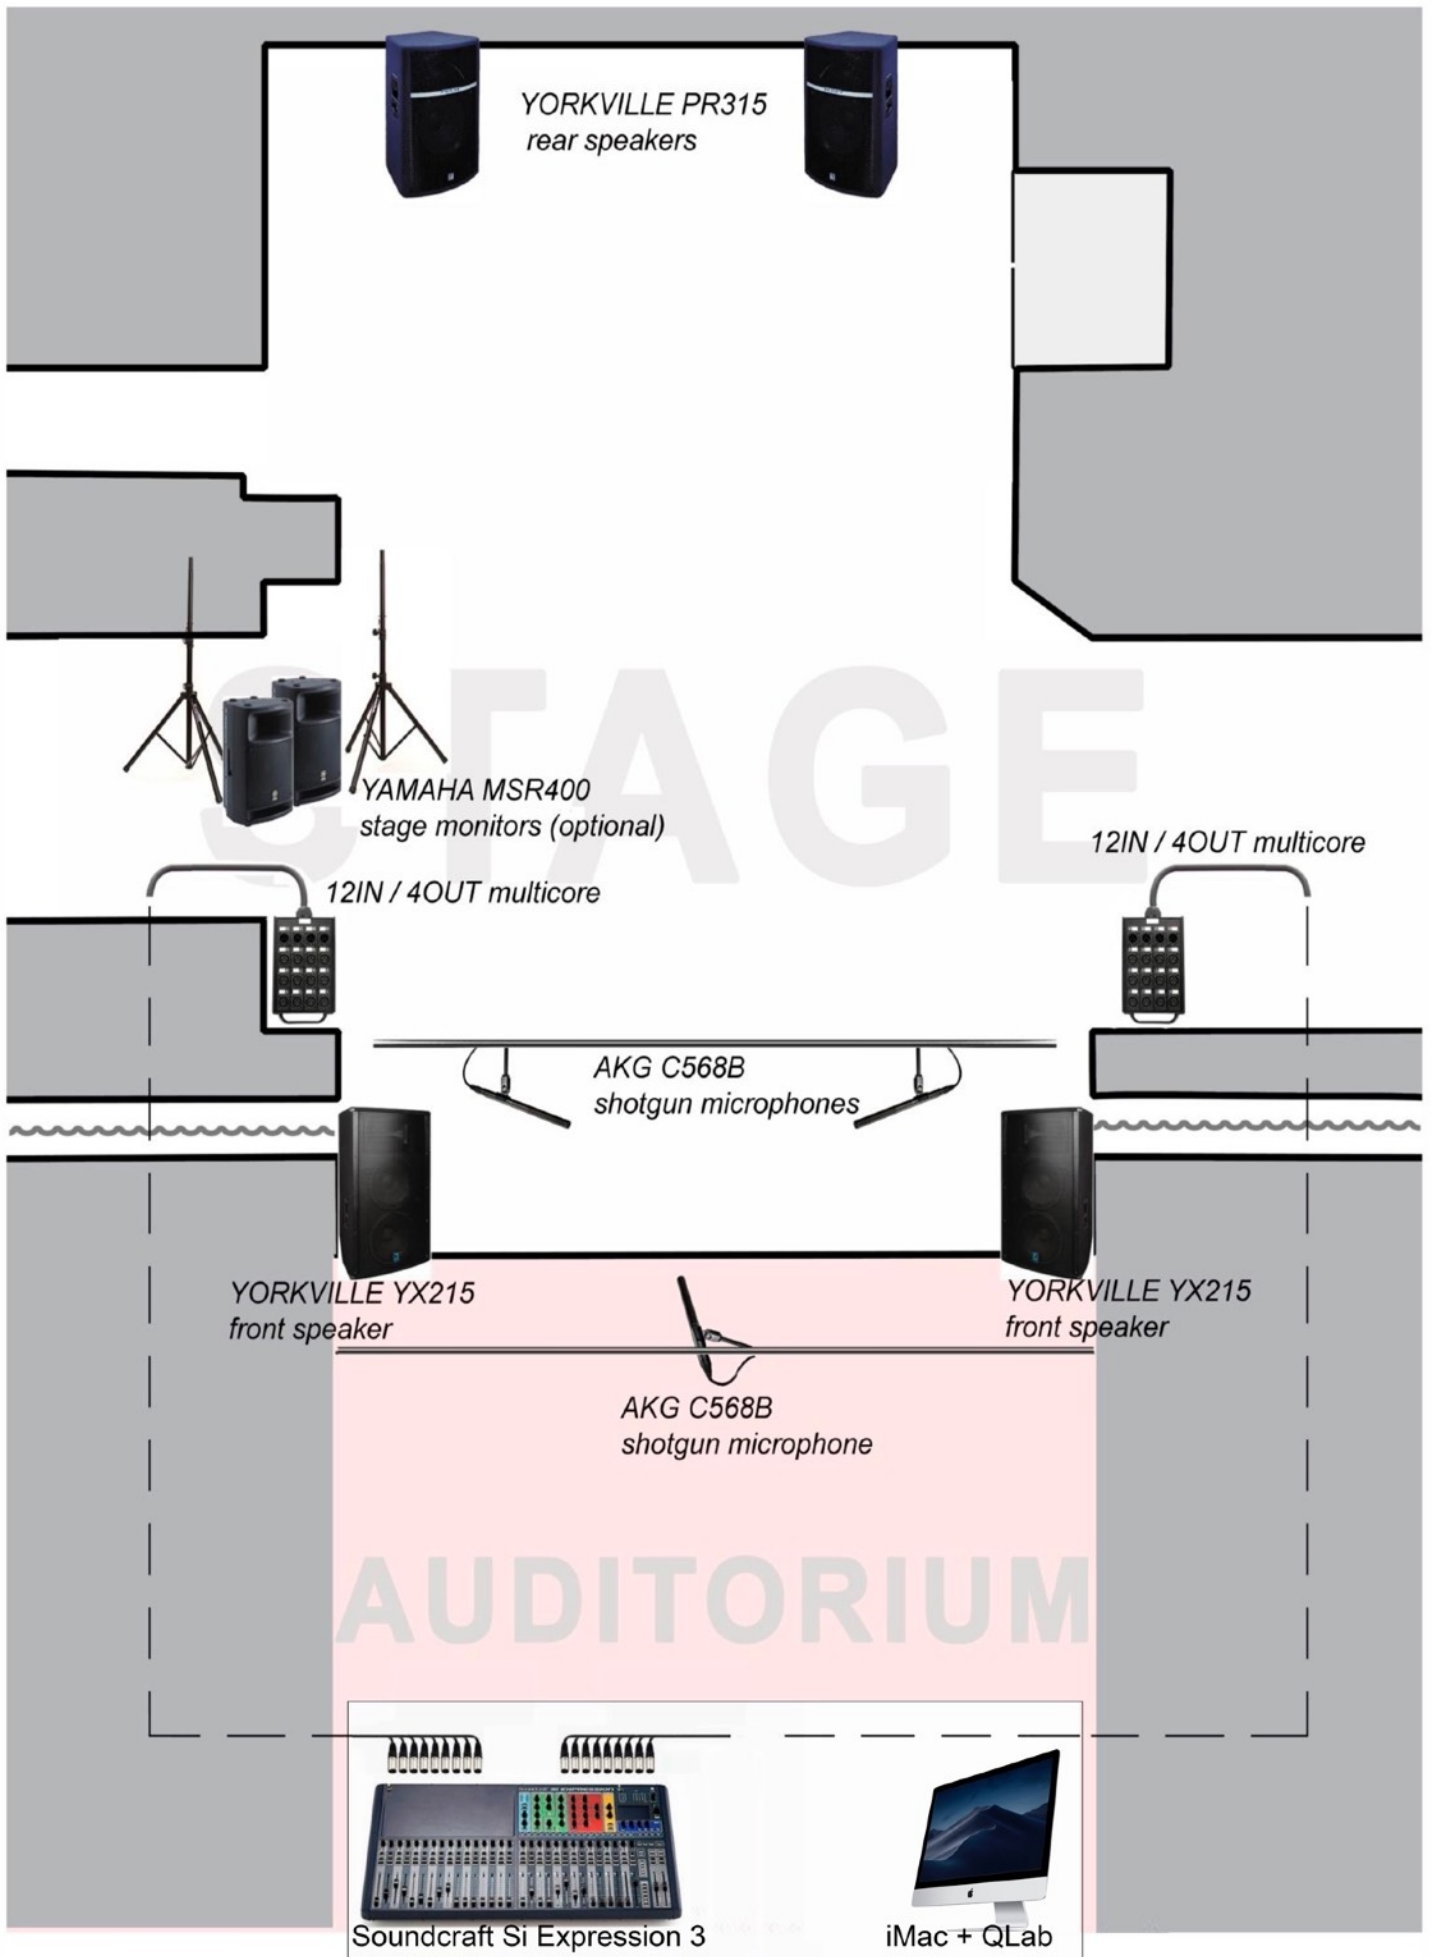 YORKVILLE PR315
rear speakers
STAGE
YAMAHA MSR400
stage monitors (optional)
12IN / 4OUT multicore
12IN / 4OUT multicore
AKG C568B
shotgun microphones
YORKVILLE YX215
front speaker
YORKVILLE YX215
front speaker
AKG C568B
shotgun microphone
AUDITORIUM
Soundcraft Si Expression 3
iMac + QLab